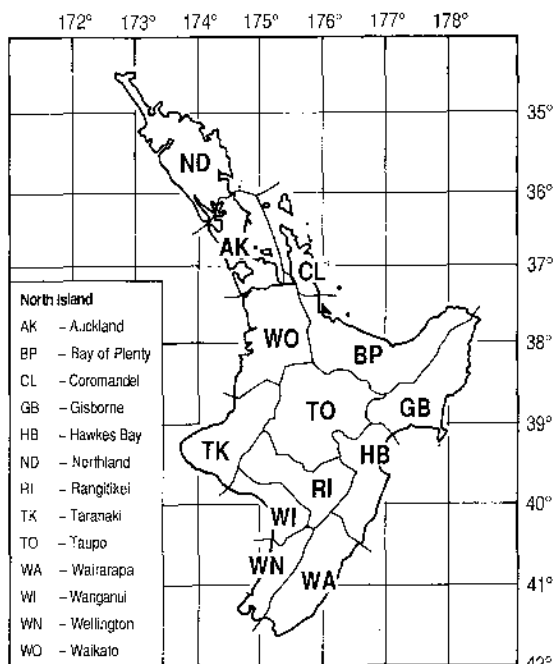 172° 173° 174° 175° 176° 177° 178°
35°
ND
36°
AK
CL
37°
North Island
AK – Auckland
BP – Bay of Plenty
CL – Coromandel
GB – Gisborne
HB – Hawkes Bay
ND – Northland
RI – Rangitikei
TK – Taranaki
TO – Taupo
WA – Wairarapa
WI – Wanganui
WN – Wellington
WO – Waikato
WO
BP
38°
TO
GB
39°
TK
HB
RI
40°
WI
WN
WA
41°
42°